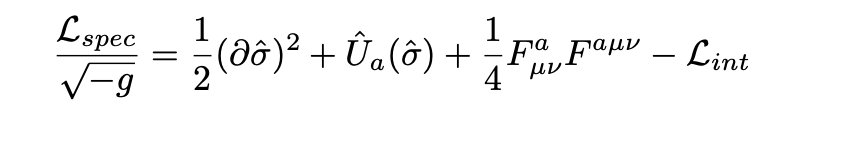 \frac{\mathcal{L}_{spec}}{\sqrt{-g}} = \frac{1}{2}(\partial\hat{\sigma})^2 + \hat{U}_a(\hat{\sigma}) + \frac{1}{4}F^a_{\mu\nu}F^{a\mu\nu} - \mathcal{L}_{int}